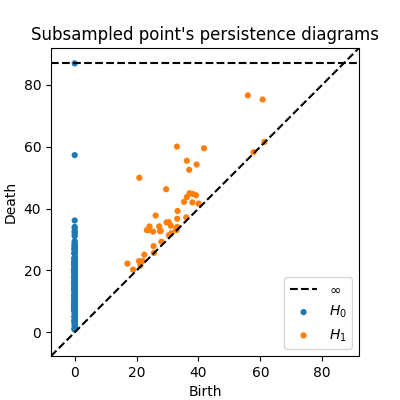 Subsampled point's persistence diagrams
Death
80
60
40
20
0
∞
H₀
H₁
0 20 40 60 80
Birth